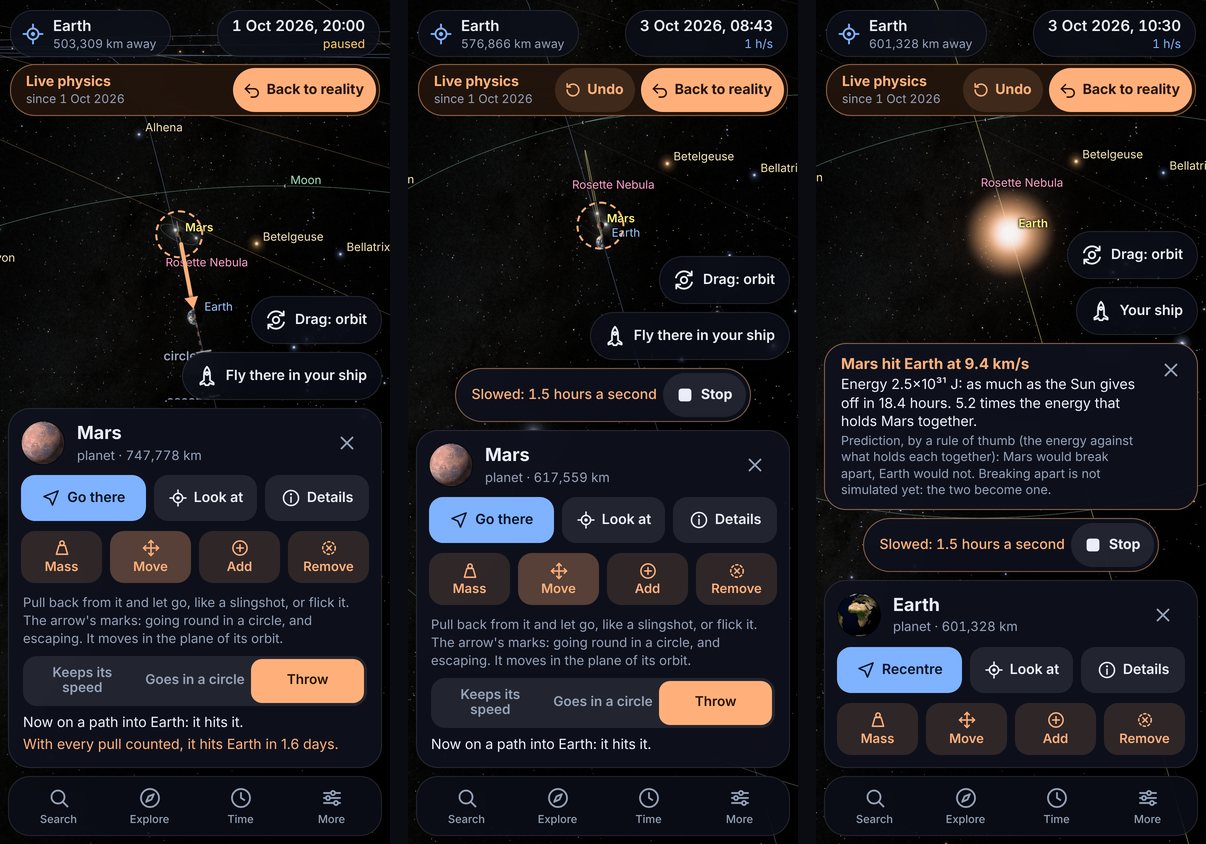 Earth
503,309 km away
1 Oct 2026, 20:00
paused
Live physics
since 1 Oct 2026
Back to reality
Alhena
Moon
Mars
Betelgeuse
Bellatrix
Rosette Nebula
Earth
Drag: orbit
circle
Fly there in your ship
Mars
planet · 747,778 km
Go there
Look at
Details
Mass
Move
Add
Remove
Pull back from it and let go, like a slingshot, or flick it.
The arrow's marks: going round in a circle, and
escaping. It moves in the plane of its orbit.
Keeps its
speed
Goes in a circle
Throw
Now on a path into Earth: it hits it.
With every pull counted, it hits Earth in 1.6 days.
Search
Explore
Time
More
Earth
576,866 km away
3 Oct 2026, 08:43
1 h/s
Live physics
since 1 Oct 2026
Undo
Back to reality
Betelgeuse
Bellatri
Rosette Nebula
Mars
Earth
Drag: orbit
Fly there in your ship
Slowed: 1.5 hours a second
Stop
Mars
planet · 617,559 km
Go there
Look at
Details
Mass
Move
Add
Remove
Pull back from it and let go, like a slingshot, or flick it.
The arrow's marks: going round in a circle, and
escaping. It moves in the plane of its orbit.
Keeps its
speed
Goes in a circle
Throw
Now on a path into Earth: it hits it.
Search
Explore
Time
More
Earth
601,328 km away
3 Oct 2026, 10:30
1 h/s
Live physics
since 1 Oct 2026
Undo
Back to reality
Betelgeuse
Bellatri
Rosette Nebula
Earth
Drag: orbit
Your ship
Mars hit Earth at 9.4 km/s
Energy 2.5×10³¹ J: as much as the Sun gives
off in 18.4 hours. 5.2 times the energy that
holds Mars together.
Prediction, by a rule of thumb (the energy against
what holds each together): Mars would break
apart, Earth would not. Breaking apart is not
simulated yet: the two become one.
Slowed: 1.5 hours a second
Stop
Earth
planet · 601,328 km
Recentre
Look at
Details
Mass
Move
Add
Remove
Search
Explore
Time
More